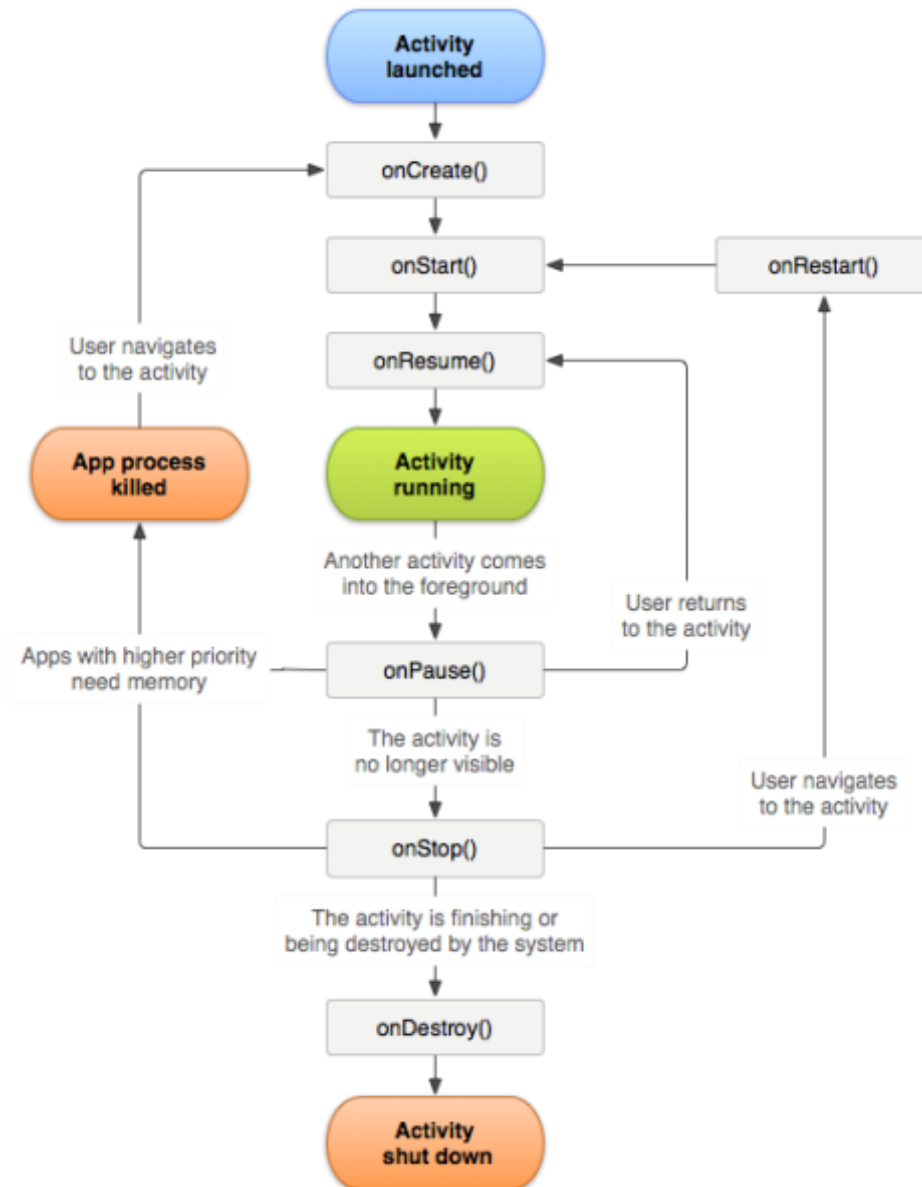 Activity
launched
onCreate()
onStart()
onRestart()
User navigates
to the activity
onResume()
App process
killed
Activity
running
Another activity comes
into the foreground
User returns
to the activity
Apps with higher priority
need memory
onPause()
The activity is
no longer visible
User navigates
to the activity
onStop()
The activity is finishing or
being destroyed by the system
onDestroy()
Activity
shut down